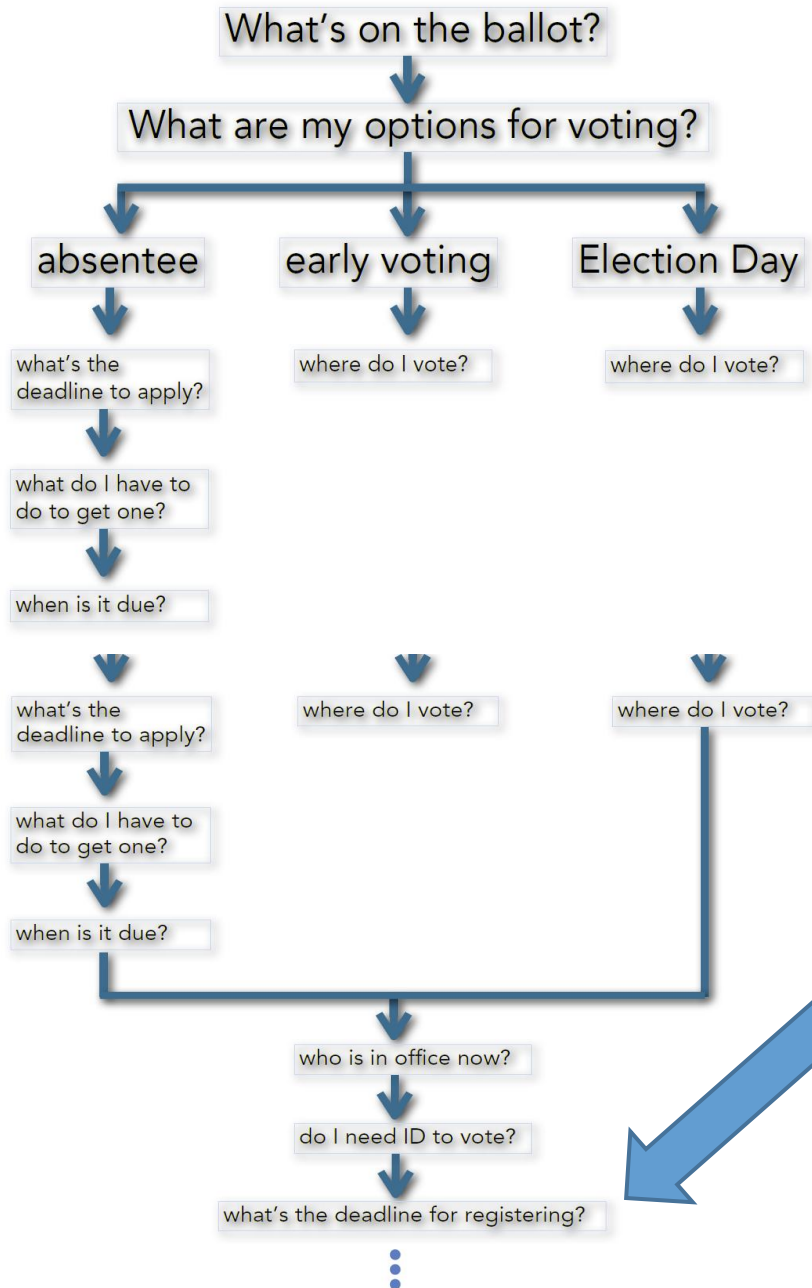 What's on the ballot?
What are my options for voting?
absentee
early voting
Election Day
what's the
deadline to apply?
where do I vote?
where do I vote?
what do I have to
do to get one?
when is it due?
what's the
deadline to apply?
where do I vote?
where do I vote?
what do I have to
do to get one?
when is it due?
who is in office now?
do I need ID to vote?
what's the deadline for registering?